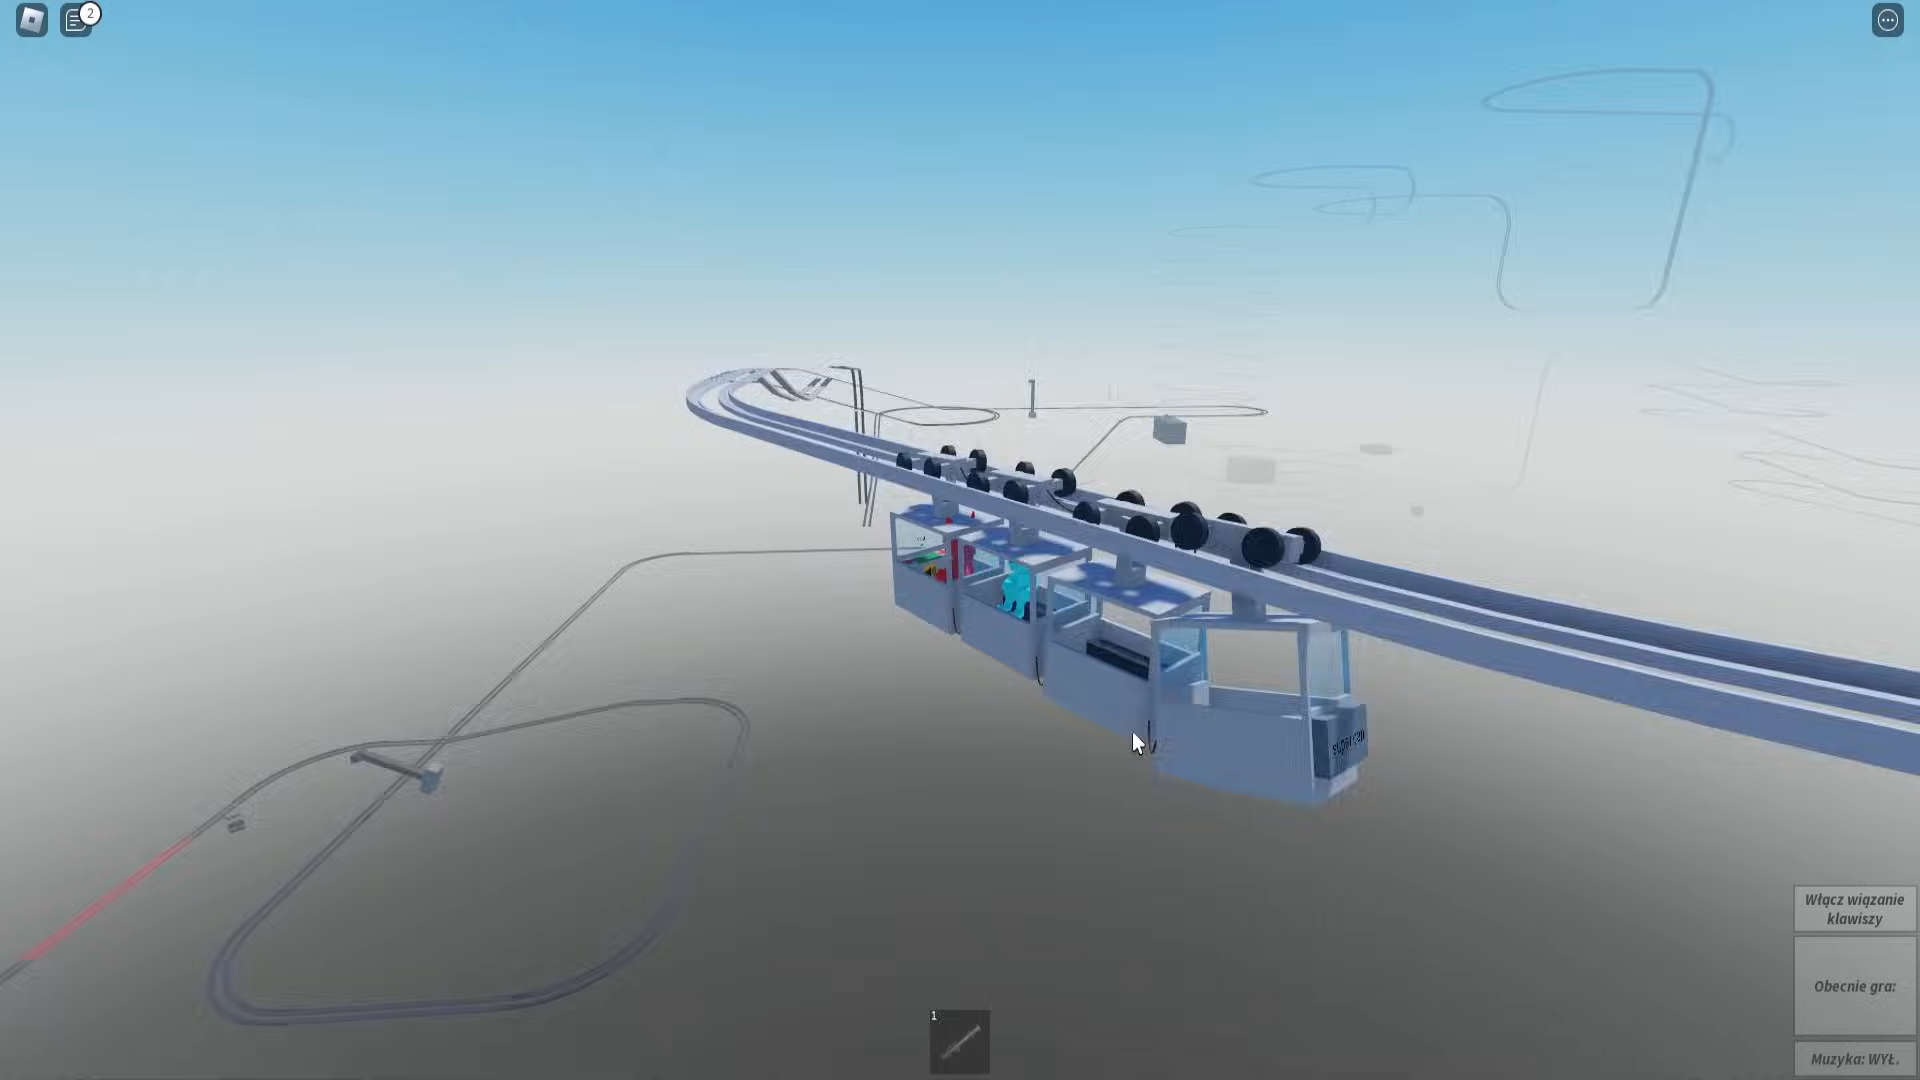 2
Włącz wiązanie
klawiszy
Obecnie gra:
1
Muzyka: WYŁ.